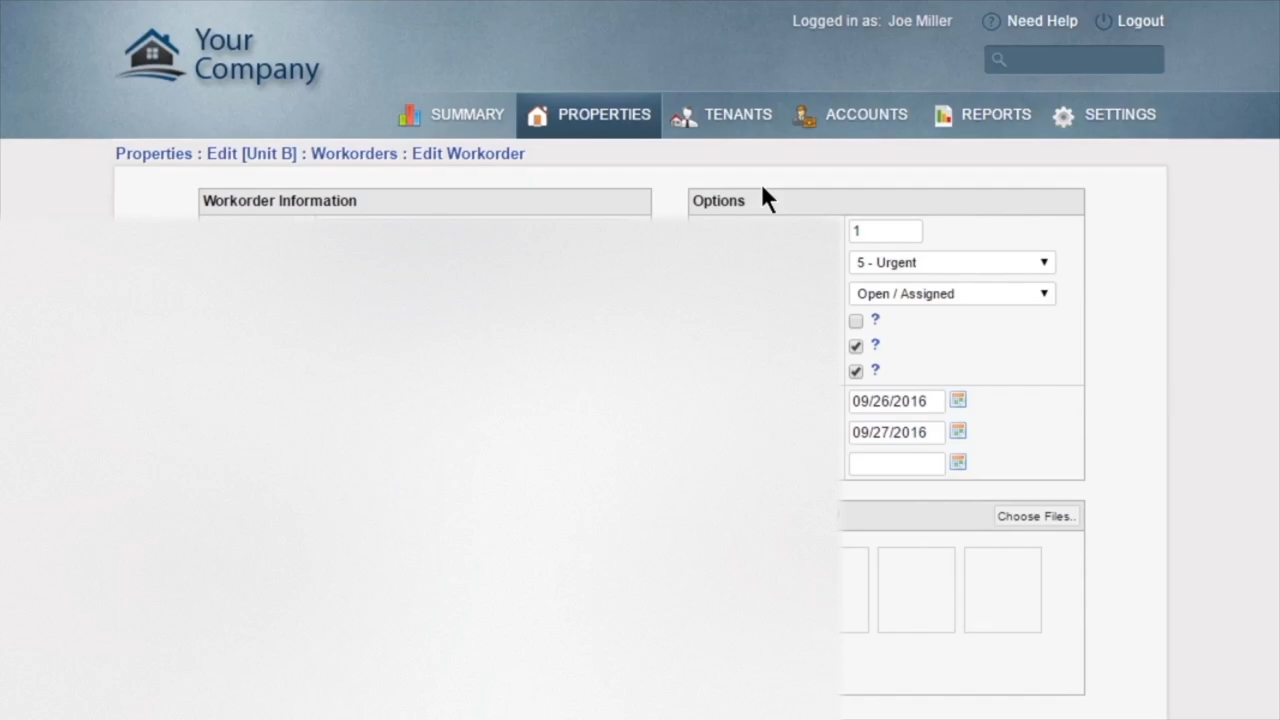 Logged in as: Joe Miller
? Need Help
Logout
Your
Company
SUMMARY
PROPERTIES
TENANTS
ACCOUNTS
REPORTS
SETTINGS
Properties : Edit [Unit B] : Workorders : Edit Workorder
Workorder Information
Options
1
5 - Urgent
Open / Assigned
?
?
?
09/26/2016
09/27/2016
Choose Files..